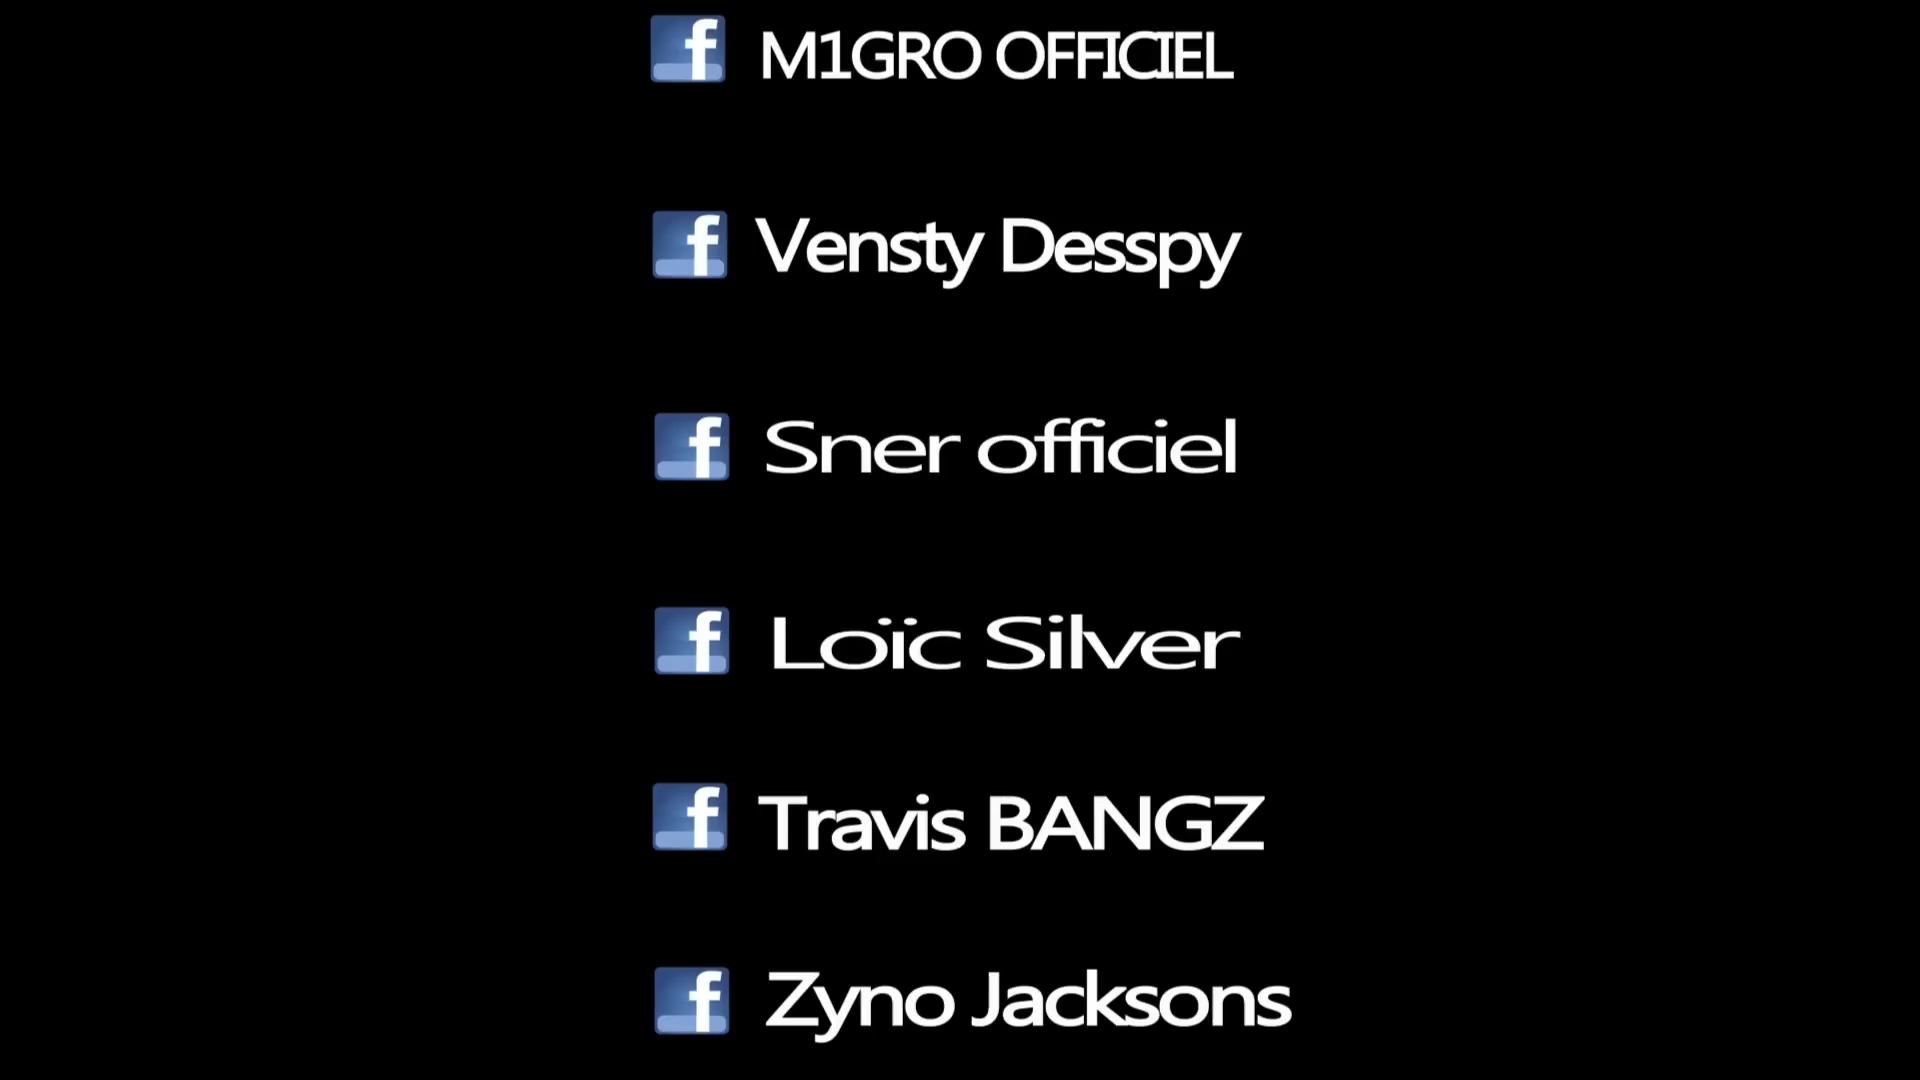 M1GRO OFFICIEL
Vensty Desspy
Sner officiel
Loïc Silver
Travis BANGZ
Zyno Jacksons